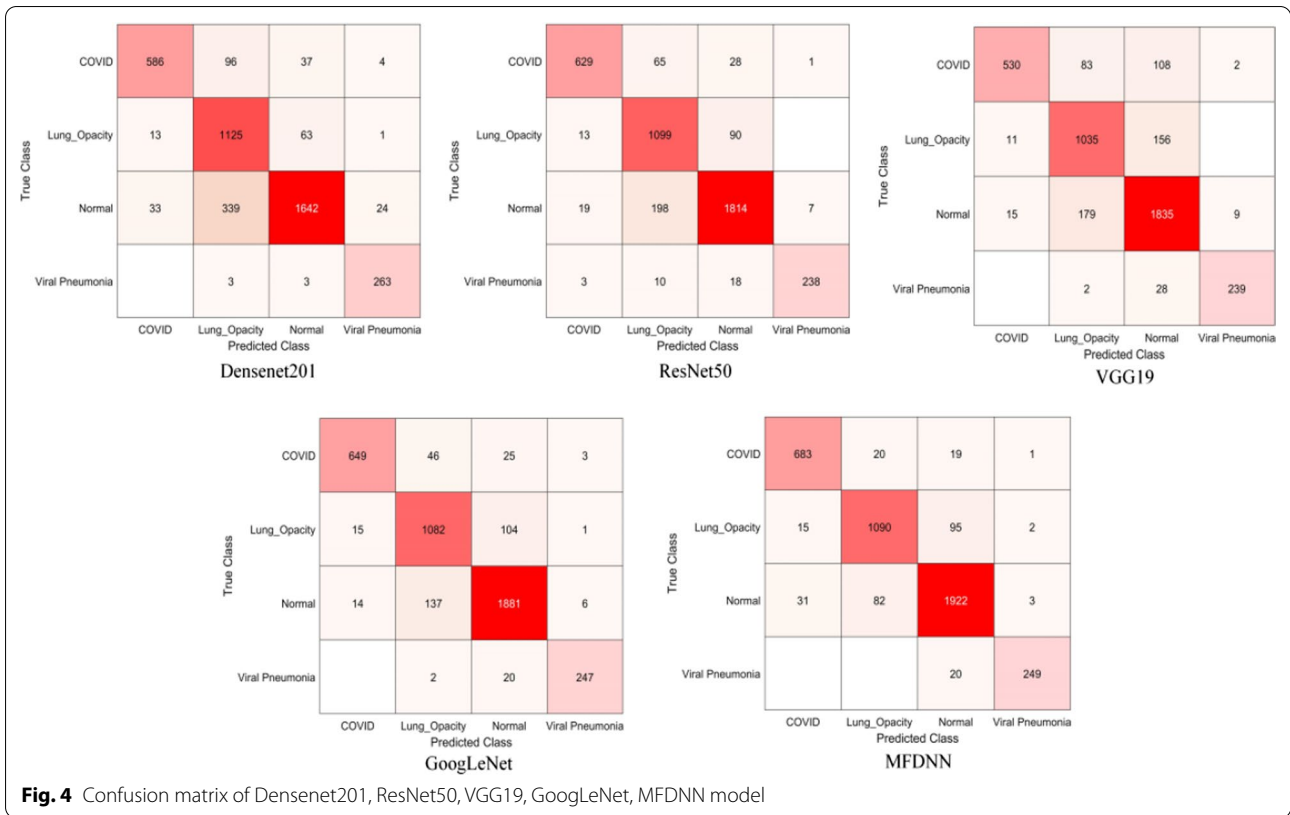 COVID 586 96 37 4
Lung_Opacity 13 1125 63 1
Normal 33 339 1642 24
Viral Pneumonia 3 3 263
COVID Lung_Opacity Normal Viral Pneumonia
Predicted Class
True Class
Densenet201
COVID 629 65 28 1
Lung_Opacity 13 1099 90
Normal 19 198 1814 7
Viral Pneumonia 3 10 18 238
COVID Lung_Opacity Normal Viral Pneumonia
Predicted Class
True Class
ResNet50
COVID 530 83 108 2
Lung_Opacity 11 1035 156
Normal 15 179 1835 9
Viral Pneumonia 2 28 239
COVID Lung_Opacity Normal Viral Pneumonia
Predicted Class
True Class
VGG19
COVID 649 46 25 3
Lung_Opacity 15 1082 104 1
Normal 14 137 1881 6
Viral Pneumonia 2 20 247
COVID Lung_Opacity Normal Viral Pneumonia
Predicted Class
True Class
GoogLeNet
COVID 683 20 19 1
Lung_Opacity 15 1090 95 2
Normal 31 82 1922 3
Viral Pneumonia 20 249
COVID Lung_Opacity Normal Viral Pneumonia
Predicted Class
True Class
MFDNN
Fig. 4 Confusion matrix of Densenet201, ResNet50, VGG19, GoogLeNet, MFDNN model